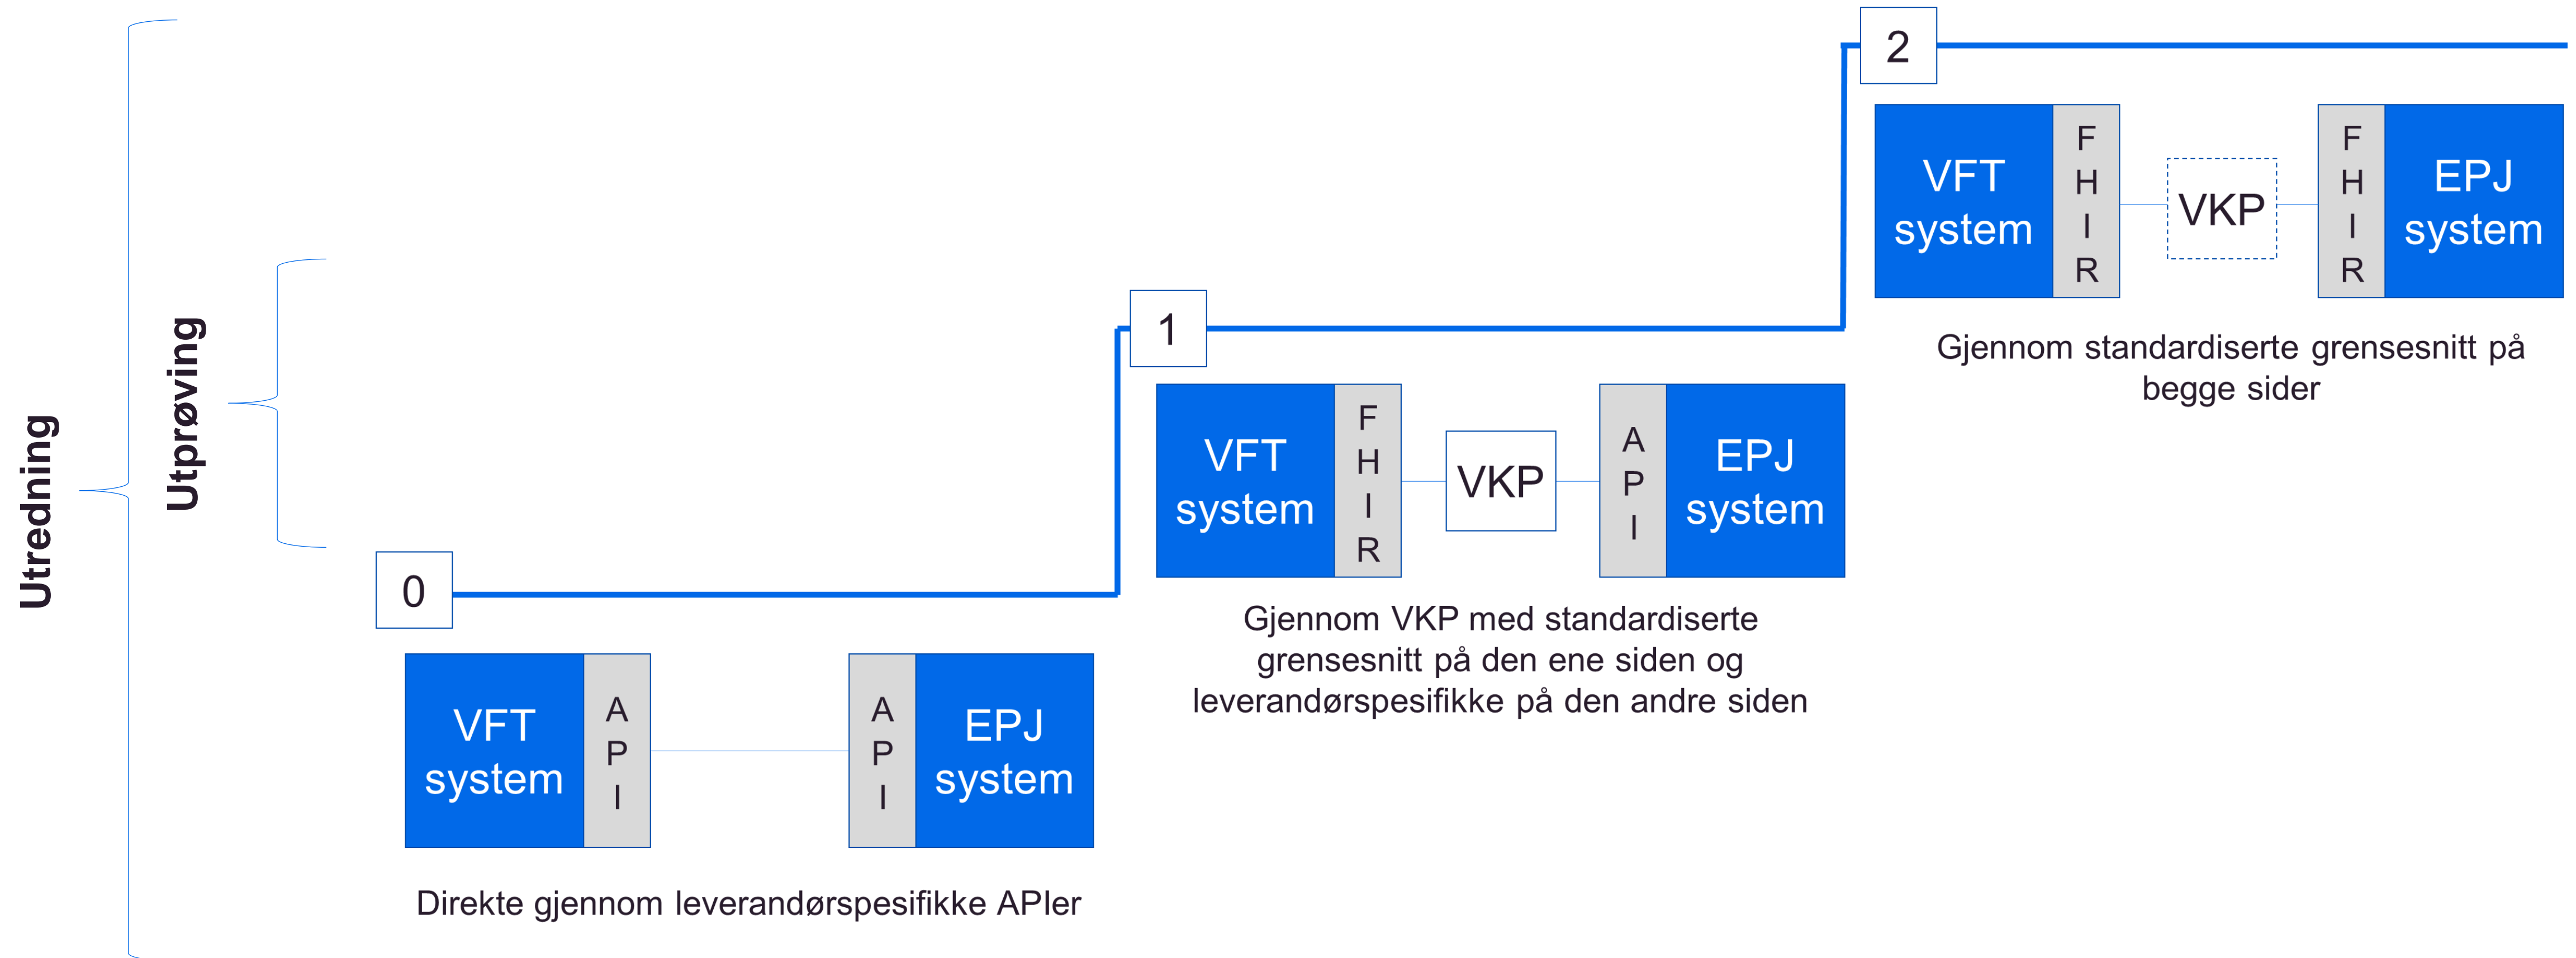 Utredning
Utprøving
0
VFT
system
A
P
I
A
P
I
EPJ
system
Direkte gjennom leverandørspesifikke APIer
1
VFT
system
F
H
I
R
VKP
A
P
I
EPJ
system
Gjennom VKP med standardiserte
grensesnitt på den ene siden og
leverandørspesifikke på den andre siden
2
VFT
system
F
H
I
R
VKP
F
H
I
R
EPJ
system
Gjennom standardiserte grensesnitt på
begge sider